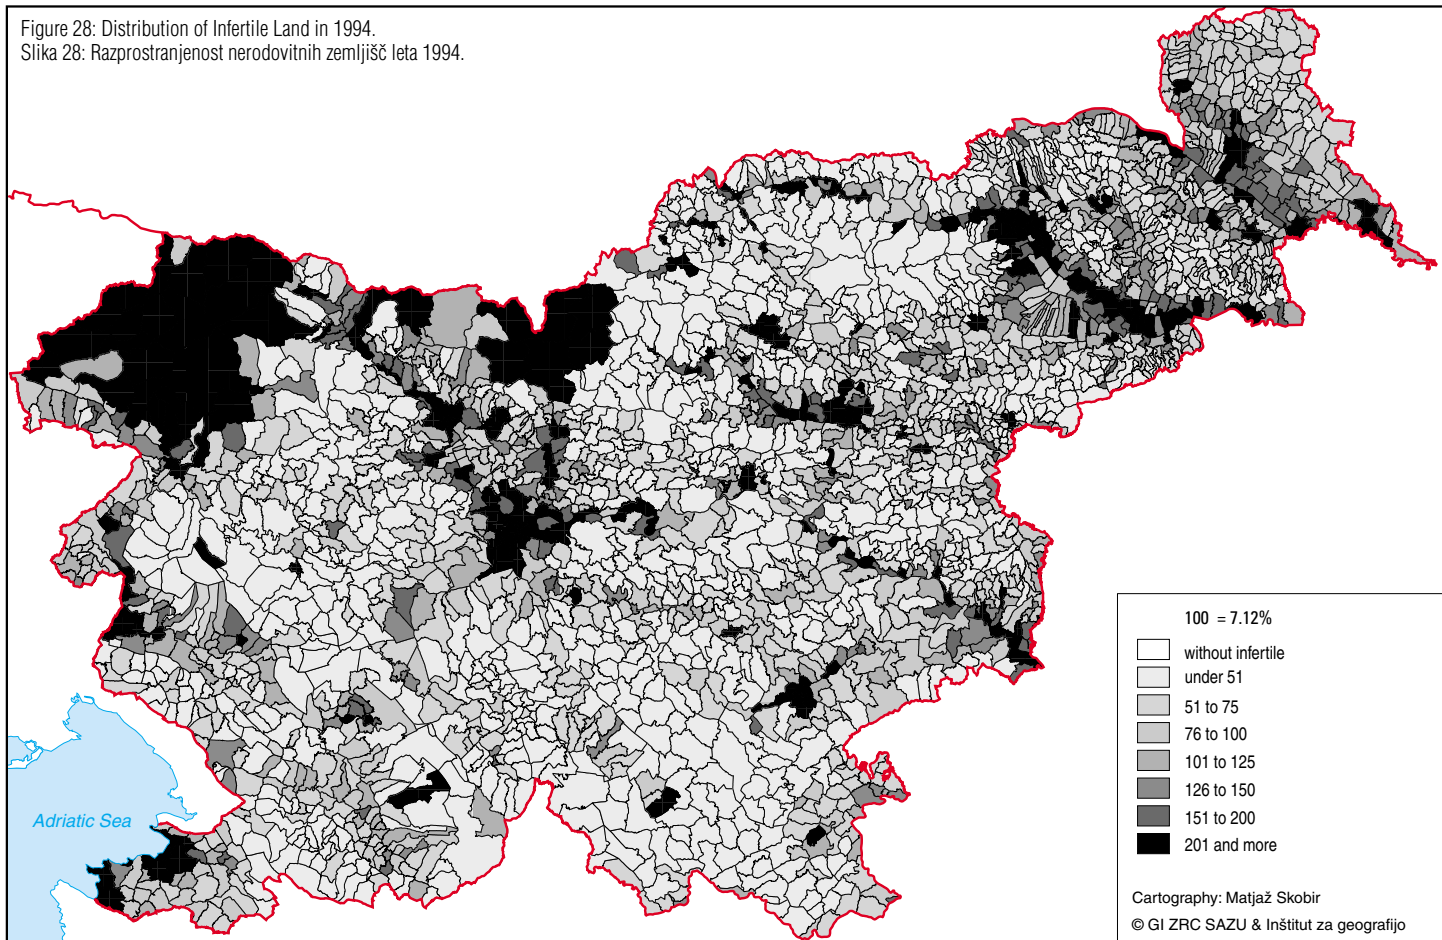 Figure 28: Distribution of Infertile Land in 1994.
Slika 28: Razprostranjenost nerodovitnih zemljišč leta 1994.
Adriatic Sea
100 = 7.12%
without infertile
under 51
51 to 75
76 to 100
101 to 125
126 to 150
151 to 200
201 and more
Cartography: Matjaž Skobir
© GI ZRC SAZU & Inštitut za geografijo